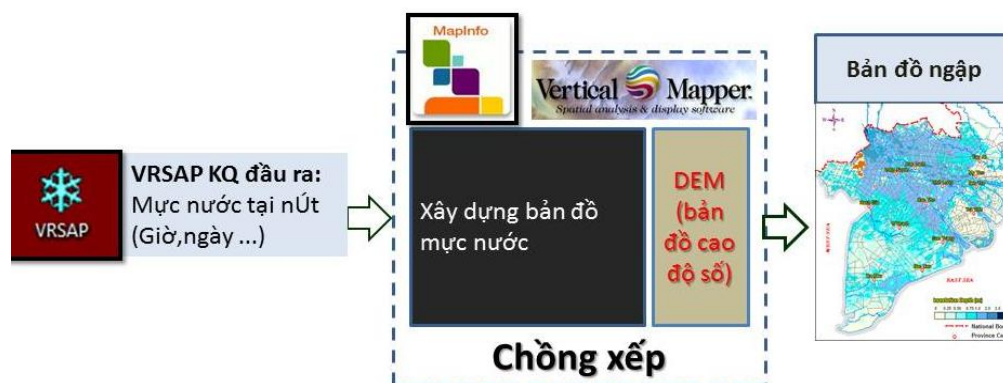 VRSAP
VRSAP KQ đầu ra:
Mực nước tại nÚt
(Giờ,ngày ...)
MapInfo
Vertical Mapper
Spatial analysis & display software
Xây dựng bản đồ
mực nước
DEM
(bản
đồ cao
độ số)
Chồng xếp
Bản đồ ngập
Inundation Depth (m)
National Bo
Province Ce